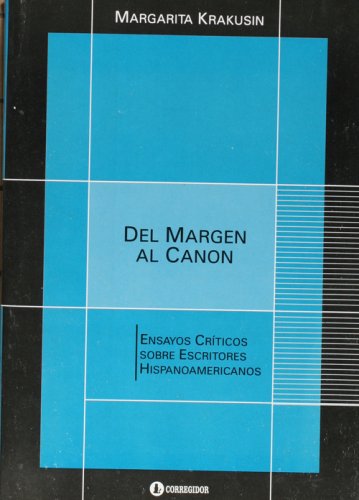 MARGARITA KRAKUSIN
DEL MARGEN
AL CANON
ENSAYOS CRÍTICOS
SOBRE ESCRITORES
HISPANOAMERICANOS
CORREGIDOR